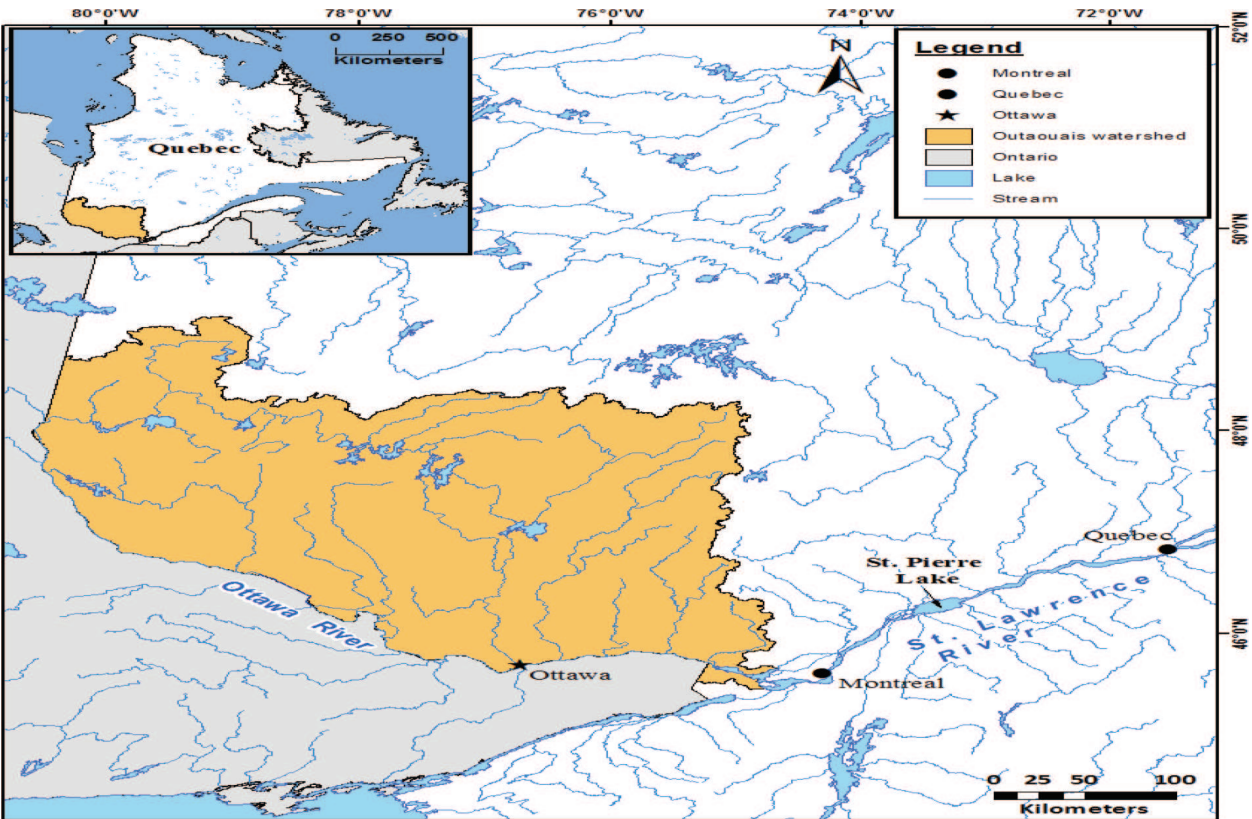 80°0'W 78°0'W 76°0'W 74°0'W 72°0'W
52°0'N
50°0'N
48°0'N
46°0'N
0 250 500
Kilometers
Quebec
N
Legend
Montreal
Quebec
Ottawa
Outaouais watershed
Ontario
Lake
Stream
Quebec
St. Pierre
Lake
St. Lawrence
River
Ottawa River
Ottawa
Montreal
0 25 50 100
Kilometers